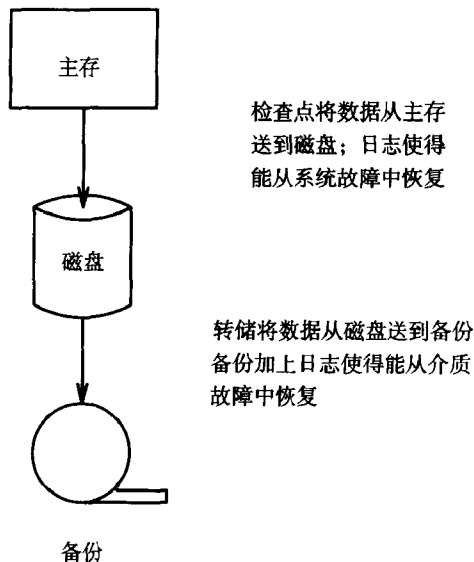 主存
检查点将数据从主存
送到磁盘；日志使得
能从系统故障中恢复
磁盘
转储将数据从磁盘送到备份
备份加上日志使得能从介质
故障中恢复
备份